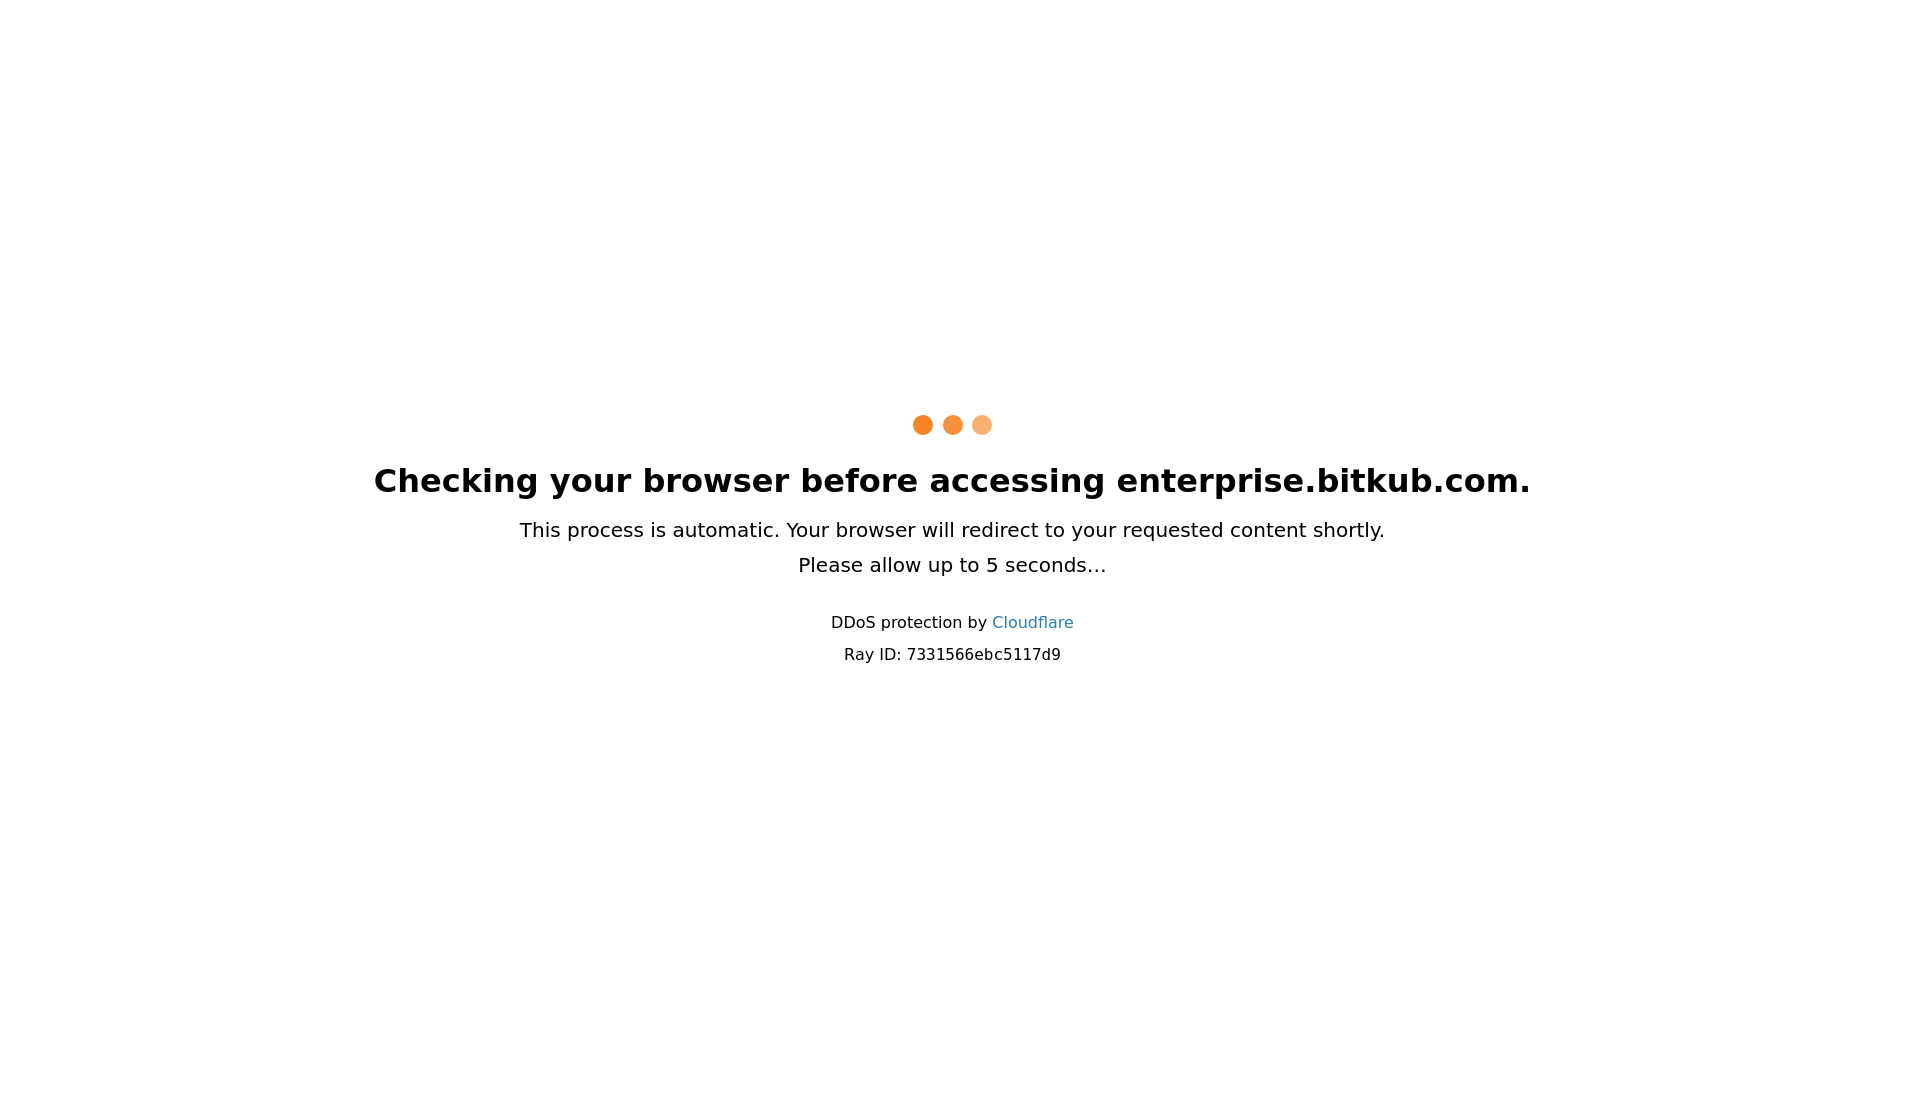 Checking your browser before accessing enterprise.bitkub.com.
This process is automatic. Your browser will redirect to your requested content shortly.
Please allow up to 5 seconds…
DDoS protection by Cloudflare
Ray ID: 7331566ebc5117d9